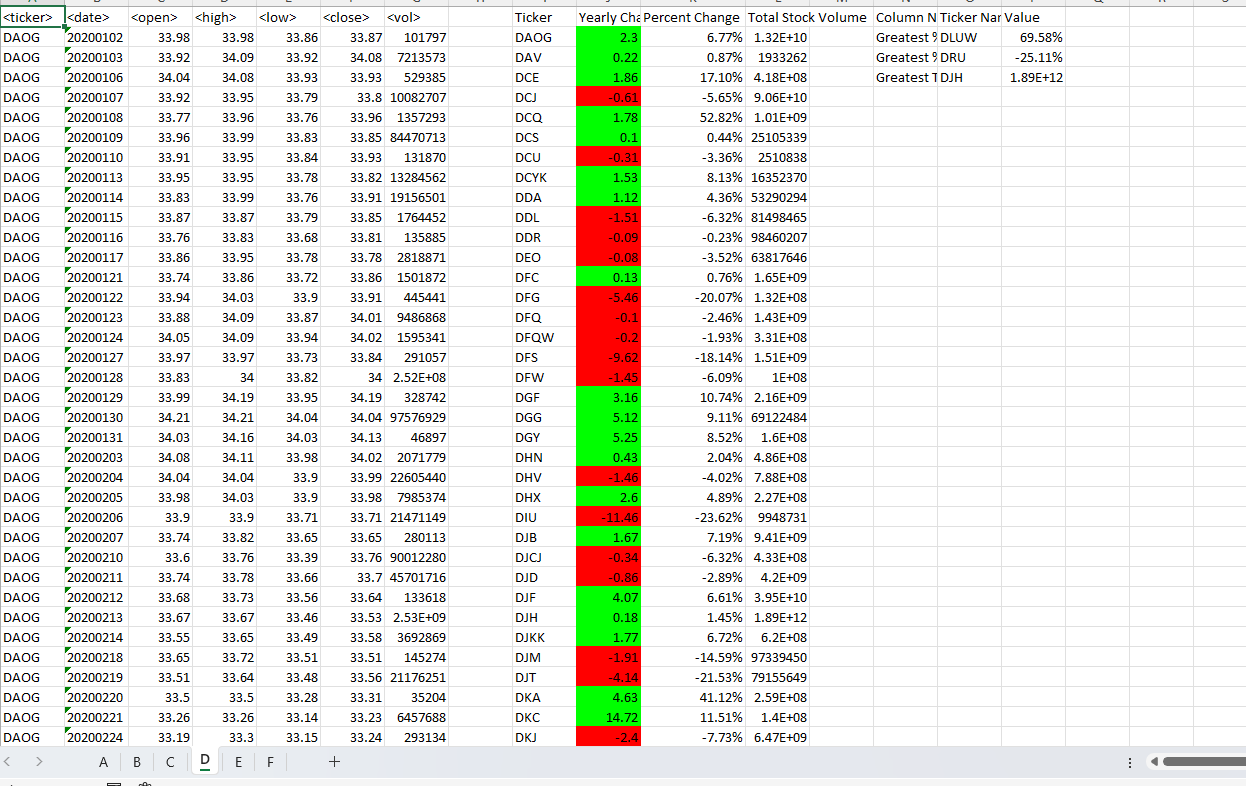 <ticker> <date> <open> <high> <low> <close> <vol> Ticker Yearly Cha Percent Change Total Stock Volume Column N Ticker Nar Value
DAOG 20200102 33.98 33.98 33.86 33.87 101797 DAOG 2.3 6.77% 1.32E+10 Greatest % DLUW 69.58%
DAOG 20200103 33.92 34.09 33.92 34.08 7213573 DAV 0.22 0.87% 1933262 Greatest % DRU -25.11%
DAOG 20200106 34.04 34.08 33.93 33.93 529385 DCE 1.86 17.10% 4.18E+08 Greatest T DJH 1.89E+12
DAOG 20200107 33.92 33.95 33.79 33.8 10082707 DCJ -0.61 -5.65% 9.06E+10
DAOG 20200108 33.77 33.96 33.76 33.96 1357293 DCQ 1.78 52.82% 1.01E+09
DAOG 20200109 33.96 33.99 33.83 33.85 84470713 DCS 0.1 0.44% 25105339
DAOG 20200110 33.91 33.95 33.84 33.93 131870 DCU -0.31 -3.36% 2510838
DAOG 20200113 33.95 33.95 33.78 33.82 13284562 DCYK 1.53 8.13% 16352370
DAOG 20200114 33.83 33.99 33.76 33.91 19156501 DDA 1.12 4.36% 53290294
DAOG 20200115 33.87 33.87 33.79 33.85 1764452 DDL -1.51 -6.32% 81498465
DAOG 20200116 33.76 33.83 33.68 33.81 135885 DDR -0.09 -0.23% 98460207
DAOG 20200117 33.86 33.95 33.78 33.78 2818871 DEO -0.08 -3.52% 63817646
DAOG 20200121 33.74 33.86 33.72 33.86 1501872 DFC 0.13 0.76% 1.65E+09
DAOG 20200122 33.94 34.03 33.9 33.91 445441 DFG -5.46 -20.07% 1.32E+08
DAOG 20200123 33.88 34.09 33.87 34.01 9486868 DFQ -0.1 -2.46% 1.43E+09
DAOG 20200124 34.05 34.09 33.94 34.02 1595341 DFQW -0.2 -1.93% 3.31E+08
DAOG 20200127 33.97 33.97 33.73 33.84 291057 DFS -9.62 -18.14% 1.51E+09
DAOG 20200128 33.83 34 33.82 34 2.52E+08 DFW -1.45 -6.09% 1E+08
DAOG 20200129 33.99 34.19 33.95 34.19 328742 DGF 3.16 10.74% 2.16E+09
DAOG 20200130 34.21 34.21 34.04 34.04 97576929 DGG 5.12 9.11% 69122484
DAOG 20200131 34.03 34.16 34.03 34.13 46897 DGY 5.25 8.52% 1.6E+08
DAOG 20200203 34.08 34.11 33.98 34.02 2071779 DHN 0.43 2.04% 4.86E+08
DAOG 20200204 34.04 34.04 33.9 33.99 22605440 DHV -1.46 -4.02% 7.88E+08
DAOG 20200205 33.98 34.03 33.9 33.98 7985374 DHX 2.6 4.89% 2.27E+08
DAOG 20200206 33.9 33.9 33.71 33.71 21471149 DIU -11.46 -23.62% 9948731
DAOG 20200207 33.74 33.82 33.65 33.65 280113 DJB 1.67 7.19% 9.41E+09
DAOG 20200210 33.6 33.76 33.39 33.76 90012280 DJCJ -0.34 -6.32% 4.33E+08
DAOG 20200211 33.74 33.78 33.66 33.7 45701716 DJD -0.86 -2.89% 4.2E+09
DAOG 20200212 33.68 33.73 33.56 33.64 133618 DJF 4.07 6.61% 3.95E+10
DAOG 20200213 33.67 33.67 33.46 33.53 2.53E+09 DJH 0.18 1.45% 1.89E+12
DAOG 20200214 33.55 33.65 33.49 33.58 3692869 DJKK 1.77 6.72% 6.2E+08
DAOG 20200218 33.65 33.72 33.51 33.51 145274 DJM -1.91 -14.59% 97339450
DAOG 20200219 33.51 33.64 33.48 33.56 21176251 DJT -4.14 -21.53% 79155649
DAOG 20200220 33.5 33.5 33.28 33.31 35204 DKA 4.63 41.12% 2.59E+08
DAOG 20200221 33.26 33.26 33.14 33.23 6457688 DKC 14.72 11.51% 1.4E+08
DAOG 20200224 33.19 33.3 33.15 33.24 293134 DKJ -2.4 -7.73% 6.47E+09
A B C D E F